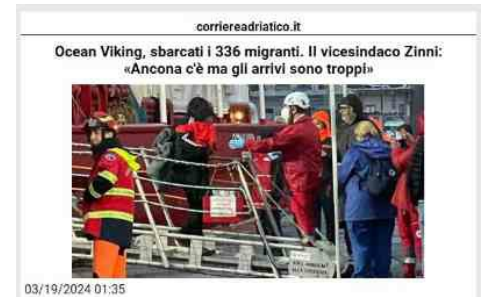 corriereadriatico.it
Ocean Viking, sbarcati i 336 migranti. Il vicesindaco Zinni:
«Ancona c'è ma gli arrivi sono troppi»
03/19/2024 01:35